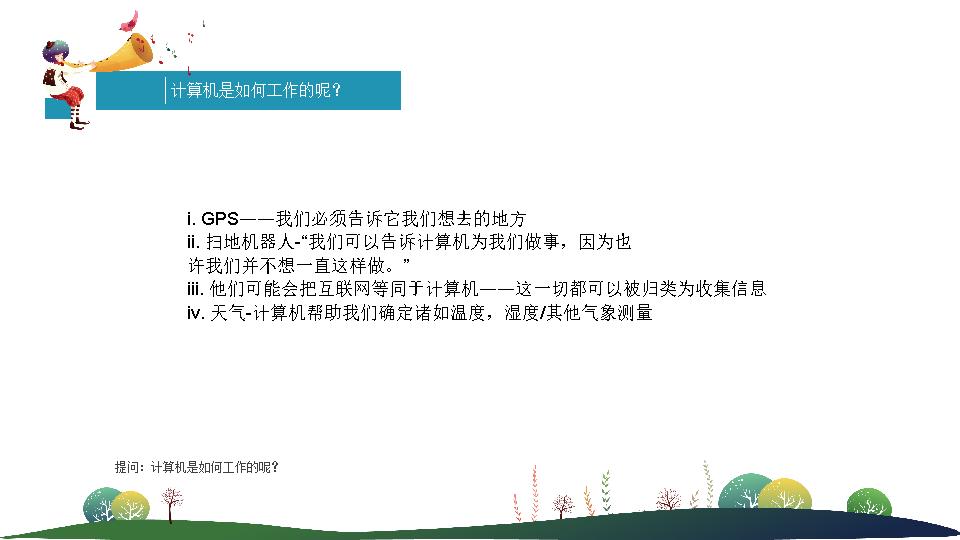 计算机是如何工作的呢？
i. GPS——我们必须告诉它我们想去的地方
ii. 扫地机器人-“我们可以告诉计算机为我们做事，因为也
许我们并不想一直这样做。”
iii. 他们可能会把互联网等同于计算机——这一切都可以被归类为收集信息
iv. 天气-计算机帮助我们确定诸如温度，湿度/其他气象测量
提问：计算机是如何工作的呢？